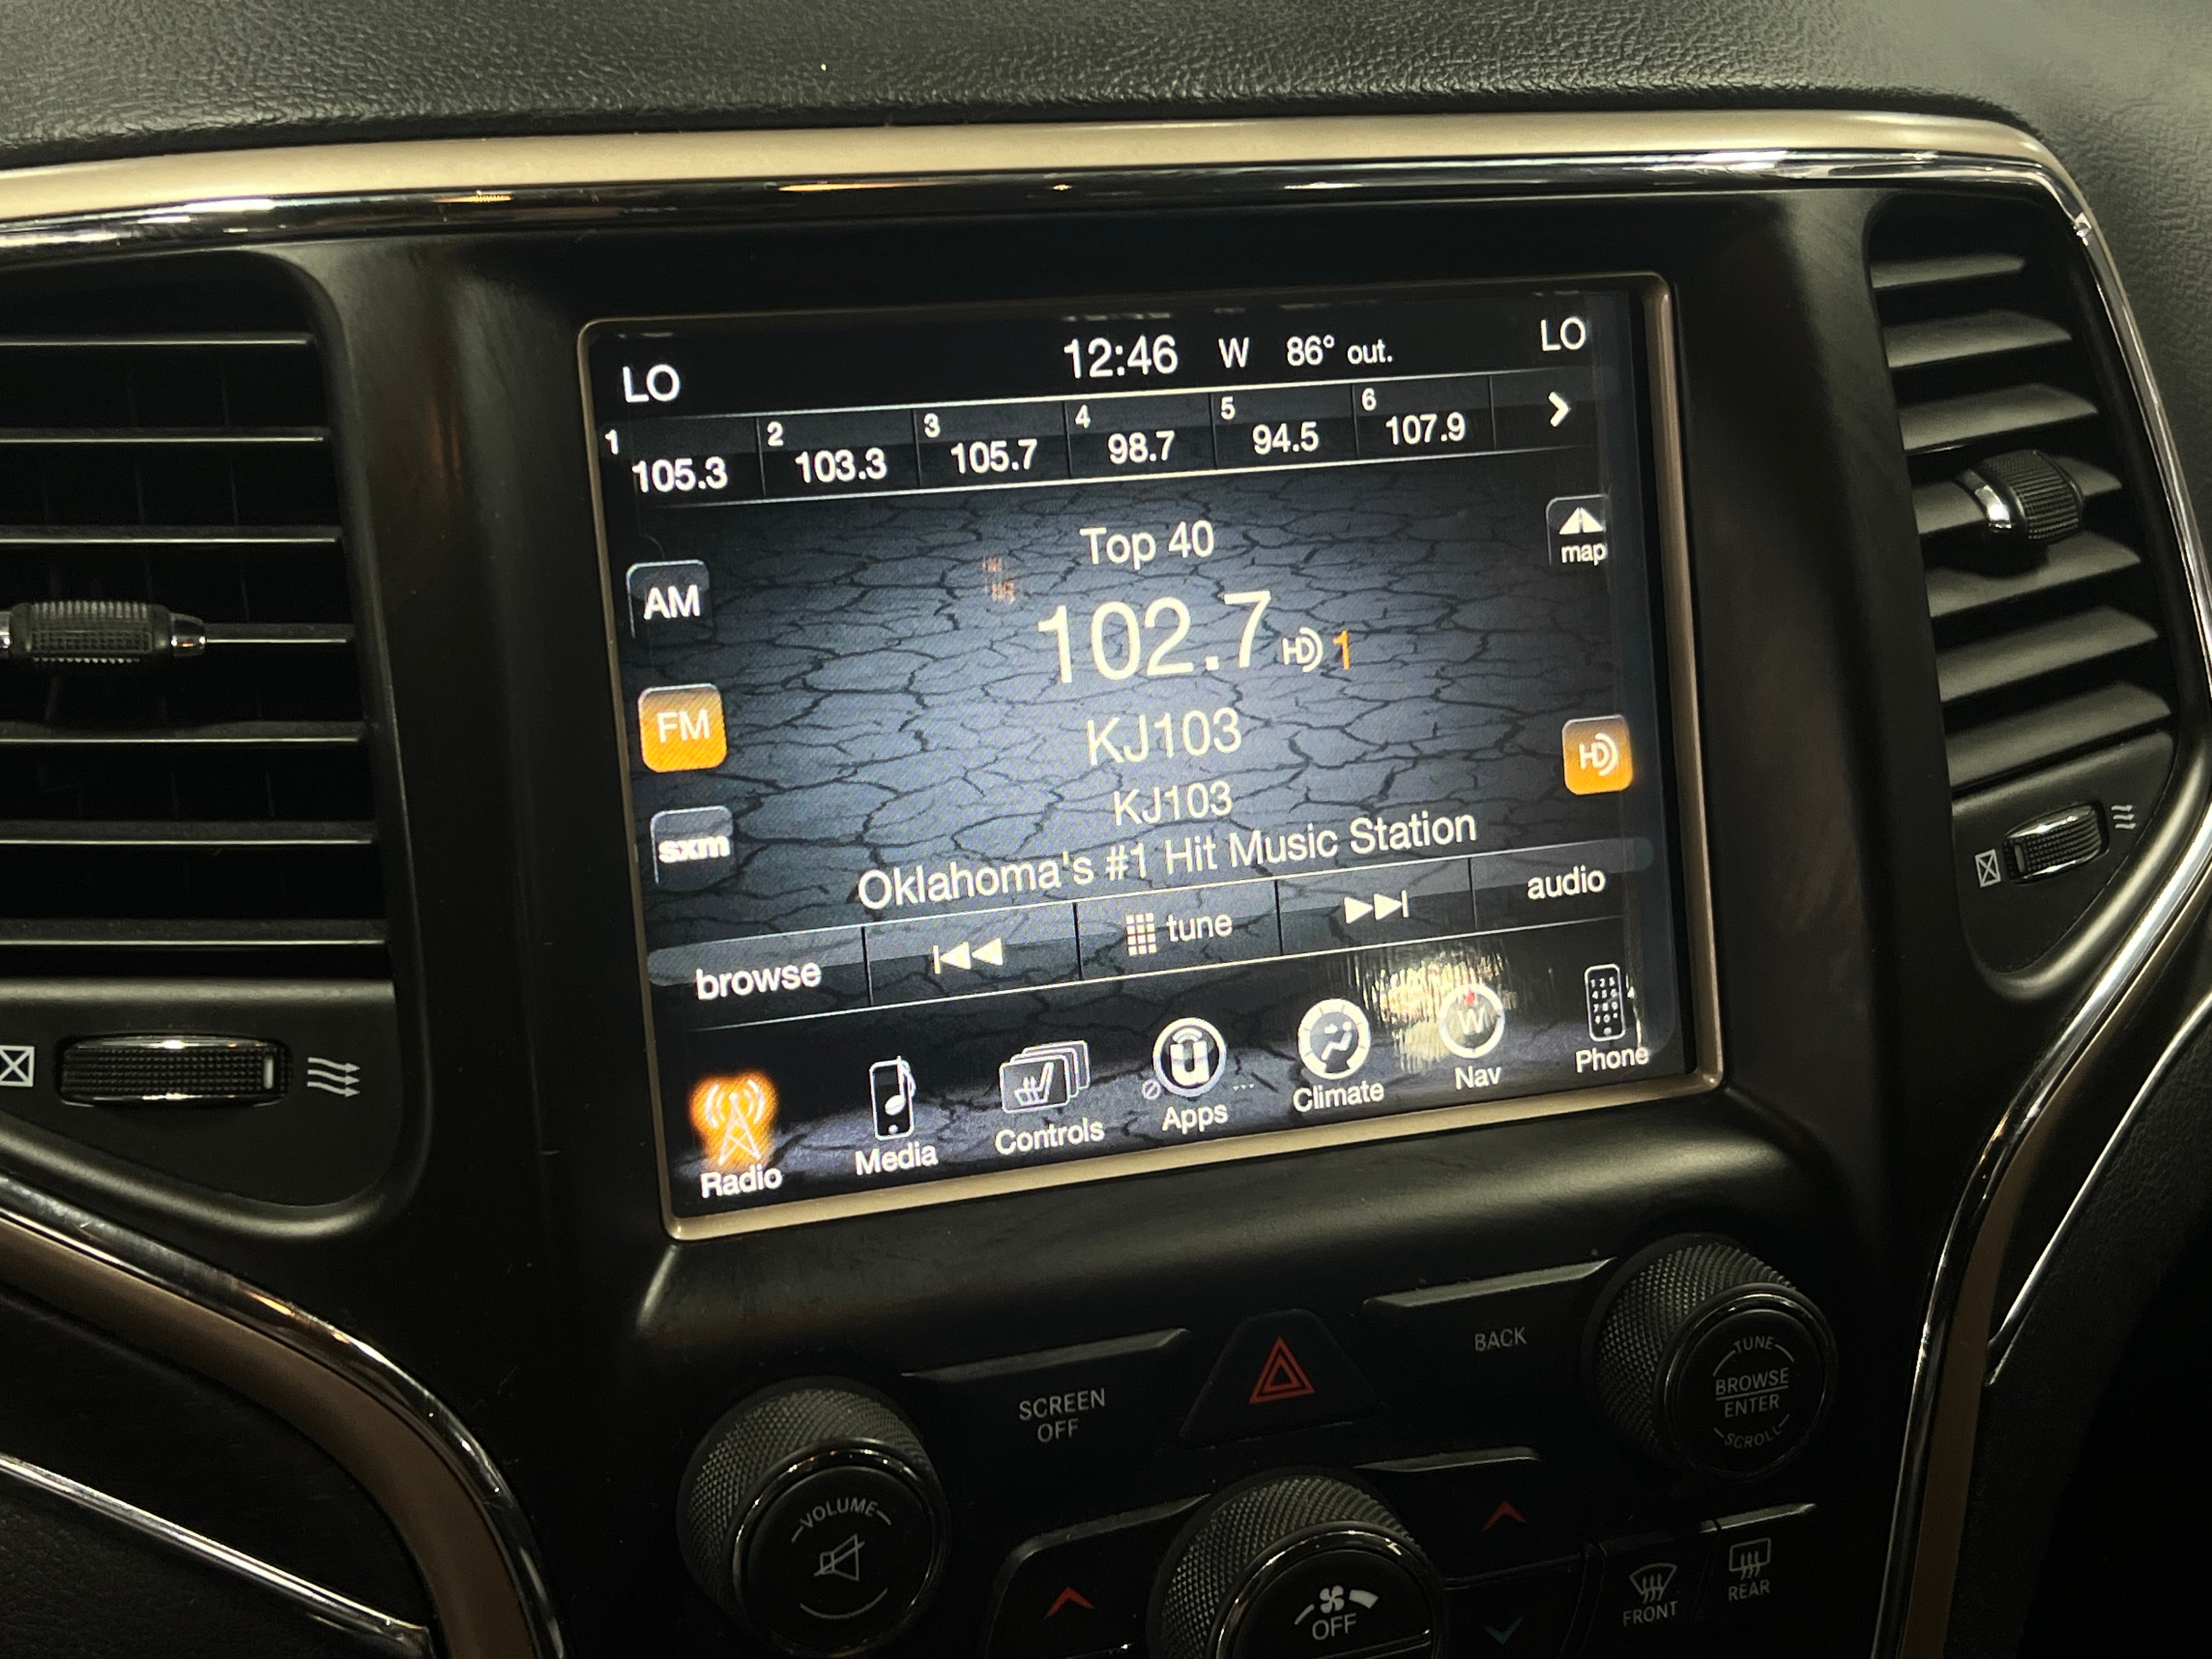 LO 12:46 W 86° out. LO
1 105.3 2 103.3 3 105.7 4 98.7 5 94.5 6 107.9
Top 40
map
AM
102.7 HD 1
FM
KJ103
HD
KJ103
sxm
Oklahoma's #1 Hit Music Station
browse tune audio
W
Radio Media Controls Apps Climate Nav Phone
SCREEN
OFF
BACK
TUNE
BROWSE
ENTER
SCROLL
VOLUME
OFF
FRONT
REAR